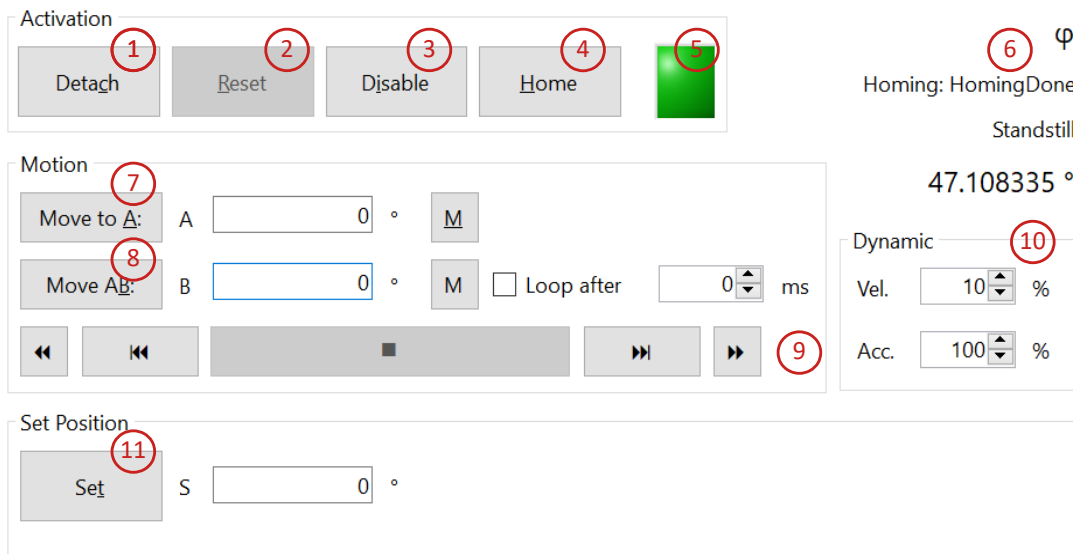 Activation
1 2 3 4 5 6
φ
Detach Reset Disable Home
Homing: HomingDone
Standstill
47.108335 °
Motion
7
Move to A: A 0 ° M
8
Move AB: B 0 ° M Loop after 0 ms
9
Dynamic 10
Vel. 10 %
Acc. 100 %
Set Position
11
Set S 0 °